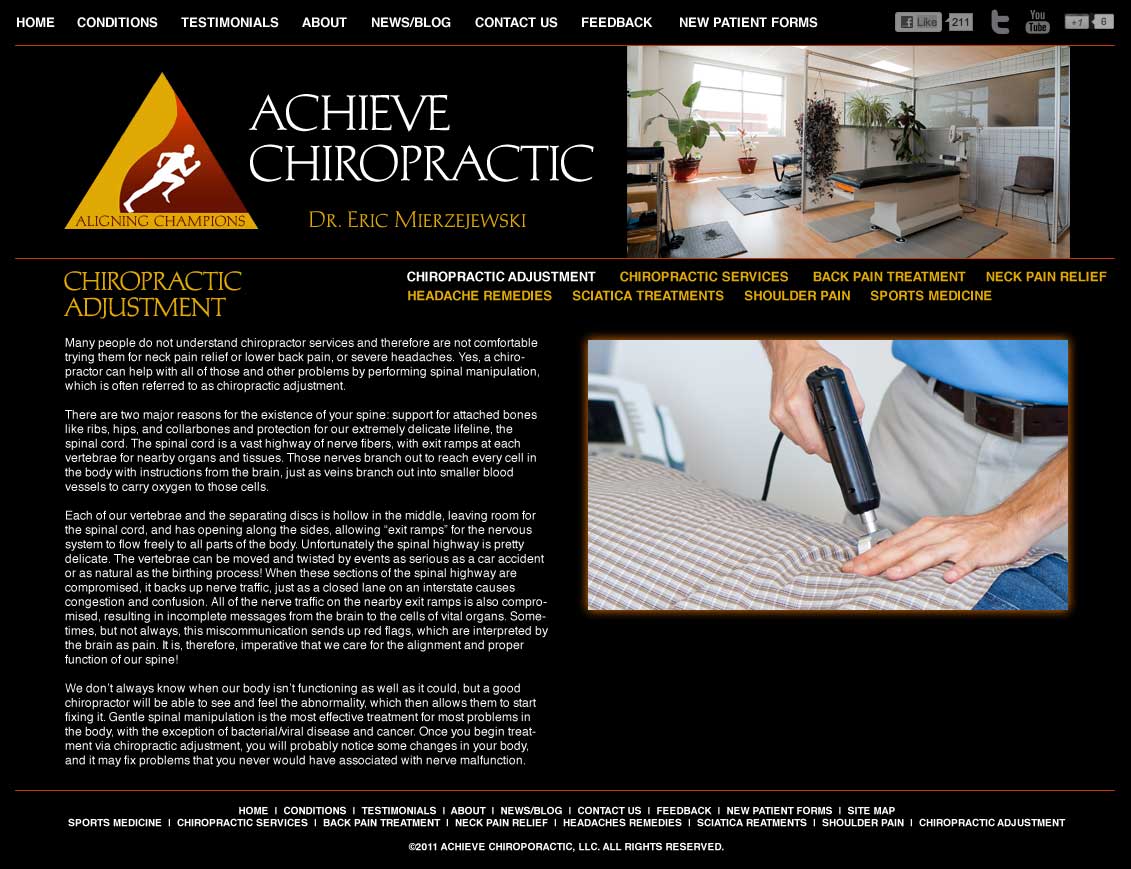 HOME CONDITIONS TESTIMONIALS ABOUT NEWS/BLOG CONTACT US FEEDBACK NEW PATIENT FORMS
Like 211 You Tube +1 6
ACHIEVE
CHIROPRACTIC
ALIGNING CHAMPIONS
Dr. Eric Mierzejewski
CHIROPRACTIC
ADJUSTMENT
CHIROPRACTIC ADJUSTMENT CHIROPRACTIC SERVICES BACK PAIN TREATMENT NECK PAIN RELIEF
HEADACHE REMEDIES SCIATICA TREATMENTS SHOULDER PAIN SPORTS MEDICINE
Many people do not understand chiropractor services and therefore are not comfortable
trying them for neck pain relief or lower back pain, or severe headaches. Yes, a chiro-
practor can help with all of those and other problems by performing spinal manipulation,
which is often referred to as chiropractic adjustment.
There are two major reasons for the existence of your spine: support for attached bones
like ribs, hips, and collarbones and protection for our extremely delicate lifeline, the
spinal cord. The spinal cord is a vast highway of nerve fibers, with exit ramps at each
vertebrae for nearby organs and tissues. Those nerves branch out to reach every cell in
the body with instructions from the brain, just as veins branch out into smaller blood
vessels to carry oxygen to those cells.
Each of our vertebrae and the separating discs is hollow in the middle, leaving room for
the spinal cord, and has opening along the sides, allowing “exit ramps” for the nervous
system to flow freely to all parts of the body. Unfortunately the spinal highway is pretty
delicate. The vertebrae can be moved and twisted by events as serious as a car accident
or as natural as the birthing process! When these sections of the spinal highway are
compromised, it backs up nerve traffic, just as a closed lane on an interstate causes
congestion and confusion. All of the nerve traffic on the nearby exit ramps is also compro-
mised, resulting in incomplete messages from the brain to the cells of vital organs. Some-
times, but not always, this miscommunication sends up red flags, which are interpreted by
the brain as pain. It is, therefore, imperative that we care for the alignment and proper
function of our spine!
We don’t always know when our body isn’t functioning as well as it could, but a good
chiropractor will be able to see and feel the abnormality, which then allows them to start
fixing it. Gentle spinal manipulation is the most effective treatment for most problems in
the body, with the exception of bacterial/viral disease and cancer. Once you begin treat-
ment via chiropractic adjustment, you will probably notice some changes in your body,
and it may fix problems that you never would have associated with nerve malfunction.
HOME | CONDITIONS | TESTIMONIALS | ABOUT | NEWS/BLOG | CONTACT US | FEEDBACK | NEW PATIENT FORMS | SITE MAP
SPORTS MEDICINE | CHIROPRACTIC SERVICES | BACK PAIN TREATMENT | NECK PAIN RELIEF | HEADACHES REMEDIES | SCIATICA REATMENTS | SHOULDER PAIN | CHIROPRACTIC ADJUSTMENT
©2011 ACHIEVE CHIROPORACTIC, LLC. ALL RIGHTS RESERVED.